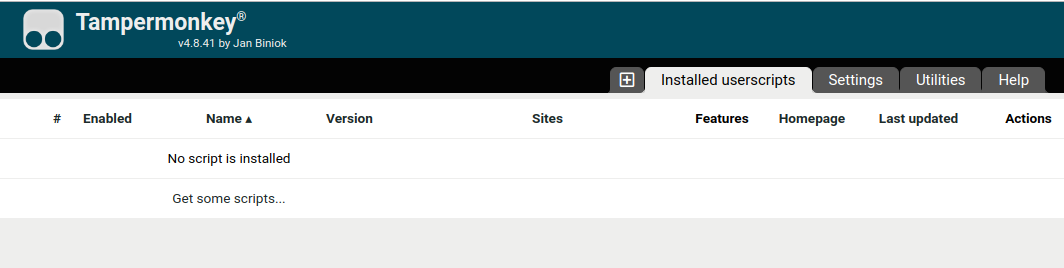 Tampermonkey®
v4.8.41 by Jan Biniok
Installed userscripts Settings Utilities Help
# Enabled Name ▴ Version Sites Features Homepage Last updated Actions
No script is installed
Get some scripts...